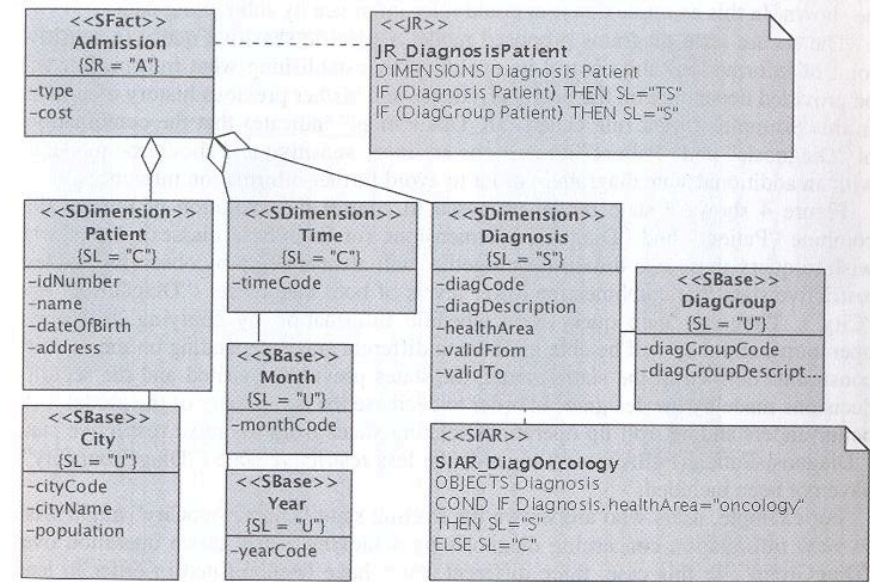 <<SFact>>
Admission
{SR = "A"}
-type
-cost
<<JR>>
JR_DiagnosisPatient
DIMENSIONS Diagnosis Patient
IF (Diagnosis Patient) THEN SL="TS"
IF (DiagGroup Patient) THEN SL="S"
<<SDimension>>
Patient
{SL = "C"}
-idNumber
-name
-dateOfBirth
-address
<<SDimension>>
Time
{SL = "C"}
-timeCode
<<SDimension>>
Diagnosis
{SL = "S"}
-diagCode
-diagDescription
-healthArea
-validFrom
-validTo
<<SBase>>
DiagGroup
{SL = "U"}
-diagGroupCode
-diagGroupDescript...
<<SBase>>
Month
{SL = "U"}
-monthCode
<<SBase>>
City
{SL = "U"}
-cityCode
-cityName
-population
<<SBase>>
Year
{SL = "U"}
-yearCode
<<SIAR>>
SIAR_DiagOncology
OBJECTS Diagnosis
COND IF Diagnosis.healthArea="oncology"
THEN SL="S"
ELSE SL="C"